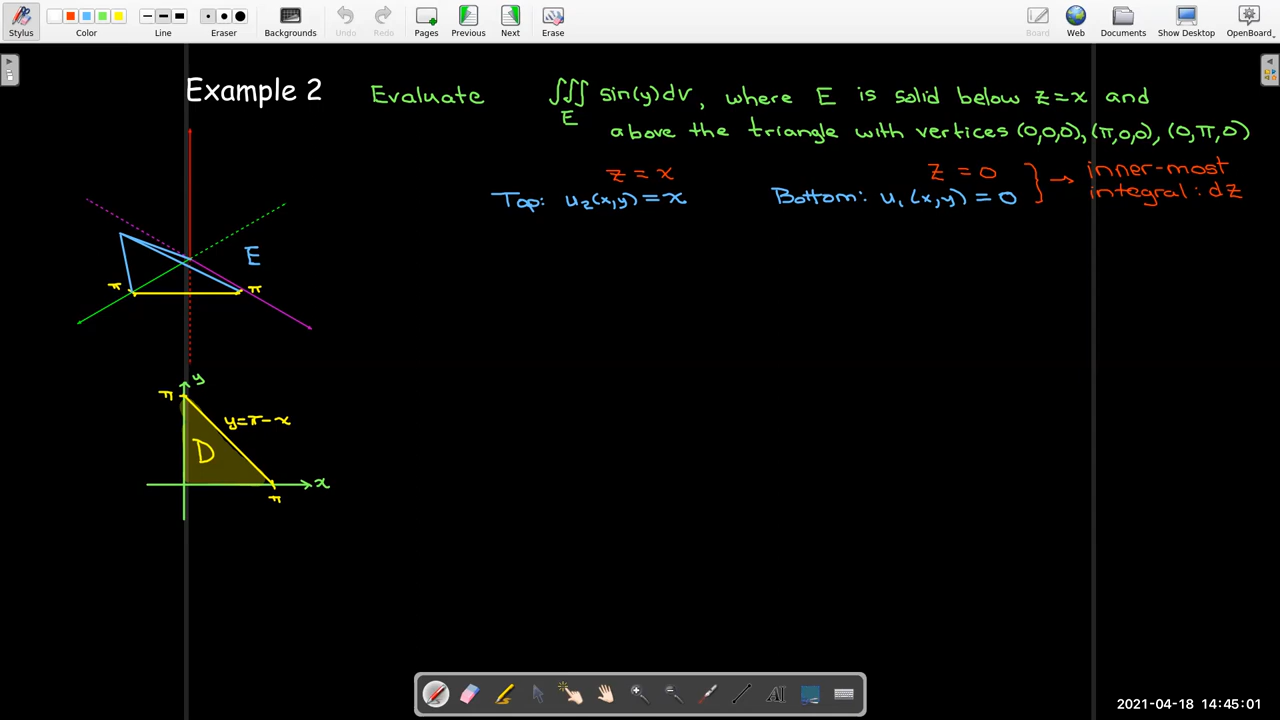 Stylus Color Line Eraser Backgrounds Undo Redo Pages Previous Next Erase Board Web Documents Show Desktop OpenBoard
Example 2 Evaluate ∭ sin(y)dv, where E is solid below z=x and
E
above the triangle with vertices (0,0,0), (π,0,0), (0,π,0)
z = x z = 0 } → inner-most
Top: u₂(x,y) = x Bottom: u₁(x,y) = 0 integral: dz
E
π π
y
π
y=π-x
D
x
π
AI
2021-04-18 14:45:01